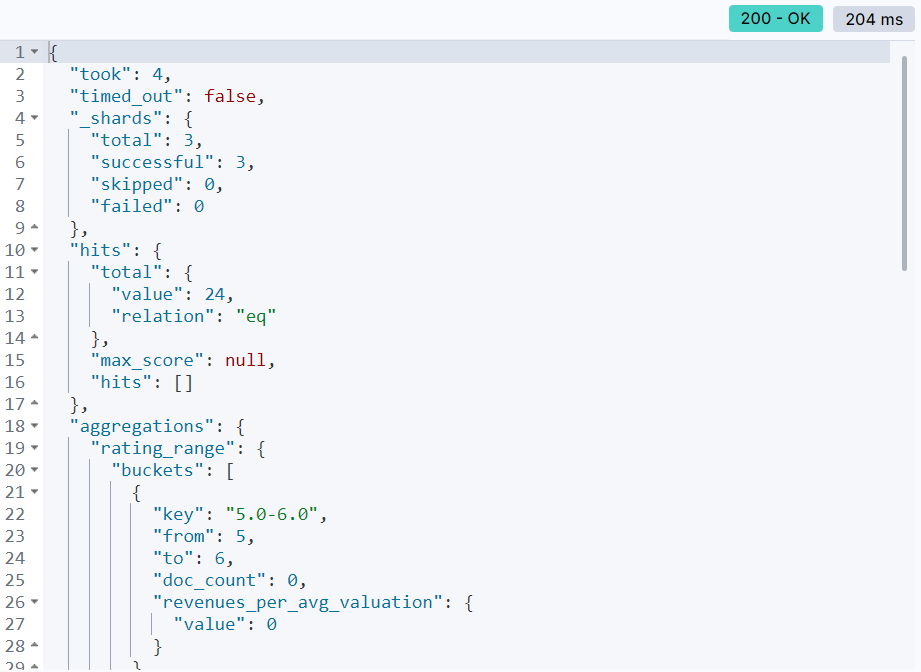 200 - OK 204 ms
1 {
2 "took": 4,
3 "timed_out": false,
4 "_shards": {
5 "total": 3,
6 "successful": 3,
7 "skipped": 0,
8 "failed": 0
9 },
10 "hits": {
11 "total": {
12 "value": 24,
13 "relation": "eq"
14 },
15 "max_score": null,
16 "hits": []
17 },
18 "aggregations": {
19 "rating_range": {
20 "buckets": [
21 {
22 "key": "5.0-6.0",
23 "from": 5,
24 "to": 6,
25 "doc_count": 0,
26 "revenues_per_avg_valuation": {
27 "value": 0
28 }
29 }